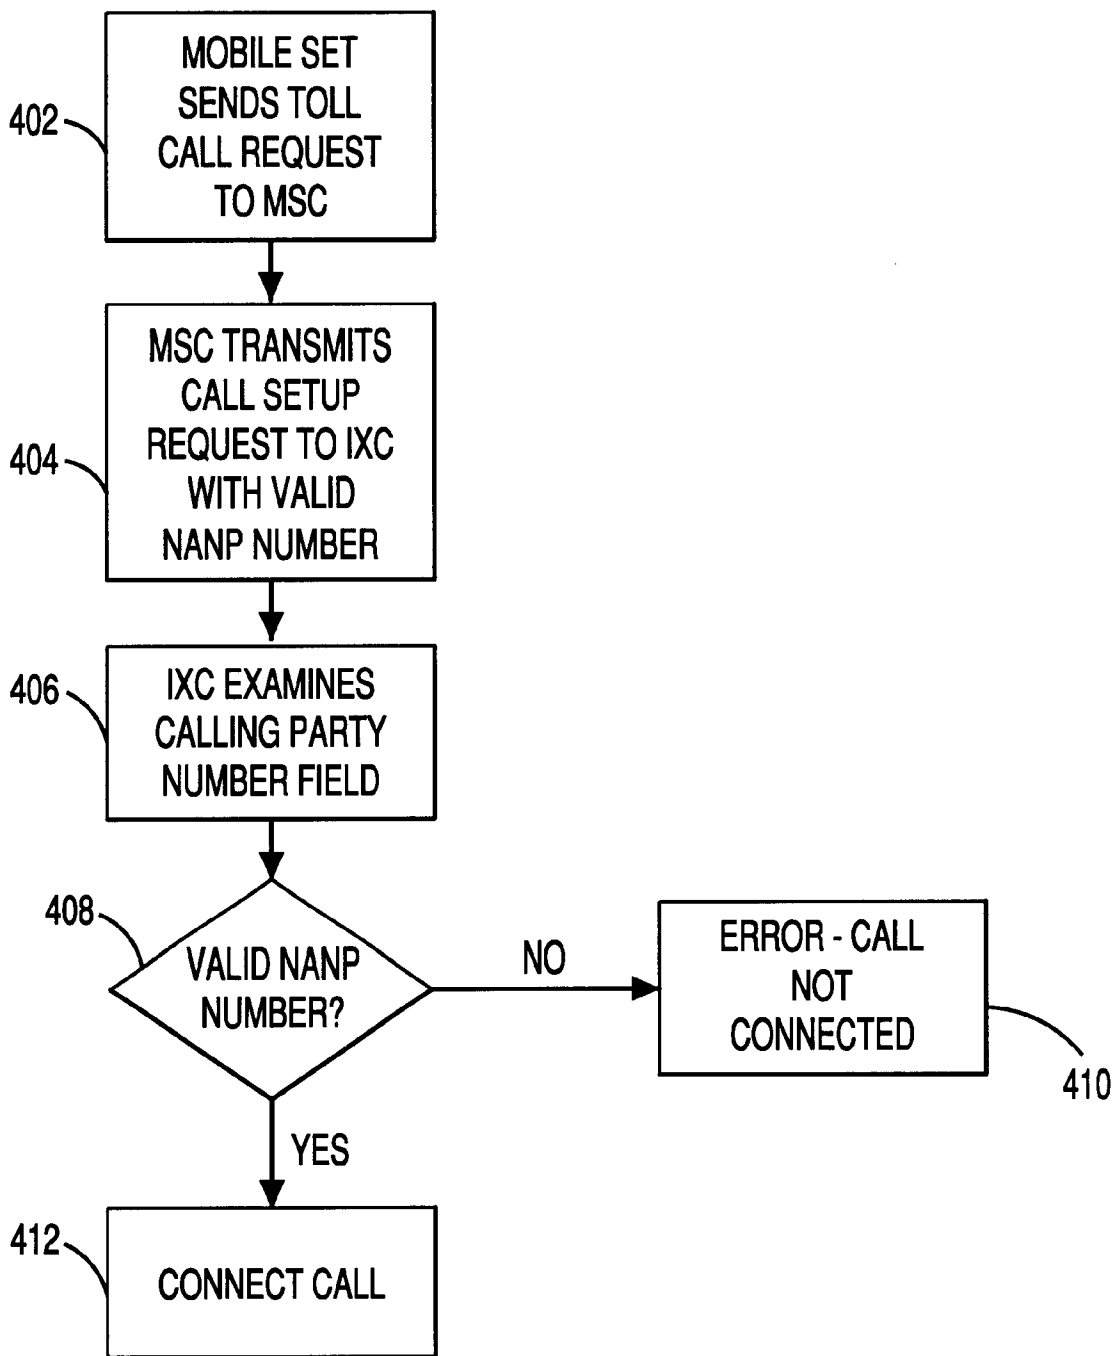 MOBILE SET
SENDS TOLL
CALL REQUEST
TO MSC
402
MSC TRANSMITS
CALL SETUP
REQUEST TO IXC
WITH VALID
NANP NUMBER
404
IXC EXAMINES
CALLING PARTY
NUMBER FIELD
406
408
VALID NANP
NUMBER?
NO
ERROR - CALL
NOT
CONNECTED
410
YES
412
CONNECT CALL